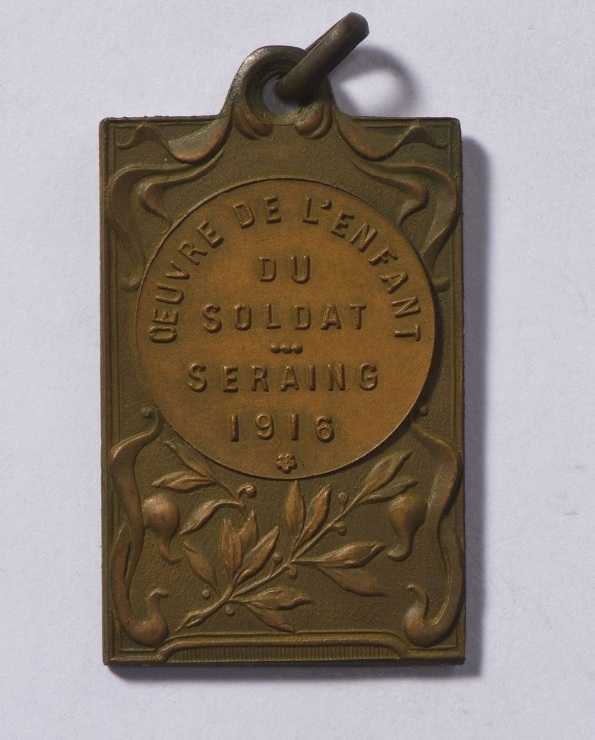 ŒUVRE DE L'ENFANT
DU
SOLDAT
SERAING
1916